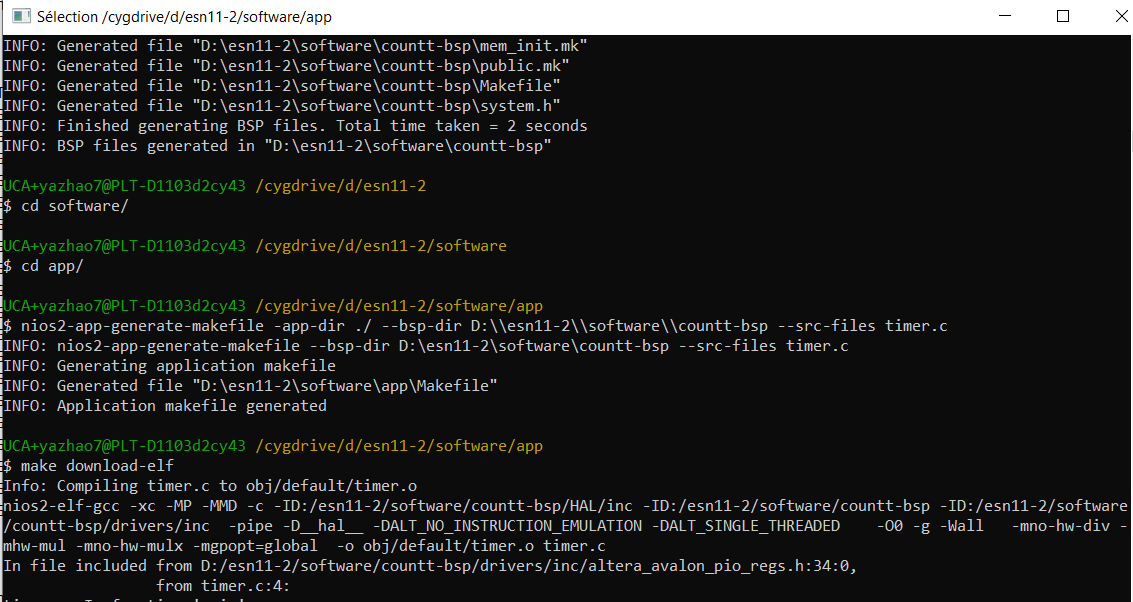 Sélection /cygdrive/d/esn11-2/software/app
INFO: Generated file "D:\esn11-2\software\countt-bsp\mem_init.mk"
INFO: Generated file "D:\esn11-2\software\countt-bsp\public.mk"
INFO: Generated file "D:\esn11-2\software\countt-bsp\Makefile"
INFO: Generated file "D:\esn11-2\software\countt-bsp\system.h"
INFO: Finished generating BSP files. Total time taken = 2 seconds
INFO: BSP files generated in "D:\esn11-2\software\countt-bsp"
UCA+yazhao7@PLT-D1103d2cy43 /cygdrive/d/esn11-2
$ cd software/
UCA+yazhao7@PLT-D1103d2cy43 /cygdrive/d/esn11-2/software
$ cd app/
UCA+yazhao7@PLT-D1103d2cy43 /cygdrive/d/esn11-2/software/app
$ nios2-app-generate-makefile -app-dir ./ --bsp-dir D:\\esn11-2\\software\\countt-bsp --src-files timer.c
INFO: nios2-app-generate-makefile --bsp-dir D:\esn11-2\software\countt-bsp --src-files timer.c
INFO: Generating application makefile
INFO: Generated file "D:\esn11-2\software\app\Makefile"
INFO: Application makefile generated
UCA+yazhao7@PLT-D1103d2cy43 /cygdrive/d/esn11-2/software/app
$ make download-elf
Info: Compiling timer.c to obj/default/timer.o
nios2-elf-gcc -xc -MP -MMD -c -ID:/esn11-2/software/countt-bsp/HAL/inc -ID:/esn11-2/software/countt-bsp -ID:/esn11-2/software
/countt-bsp/drivers/inc  -pipe -D__hal__ -DALT_NO_INSTRUCTION_EMULATION -DALT_SINGLE_THREADED    -O0 -g -Wall   -mno-hw-div -
mhw-mul -mno-hw-mulx -mgpopt=global  -o obj/default/timer.o timer.c
In file included from D:/esn11-2/software/countt-bsp/drivers/inc/altera_avalon_pio_regs.h:34:0,
from timer.c:4: